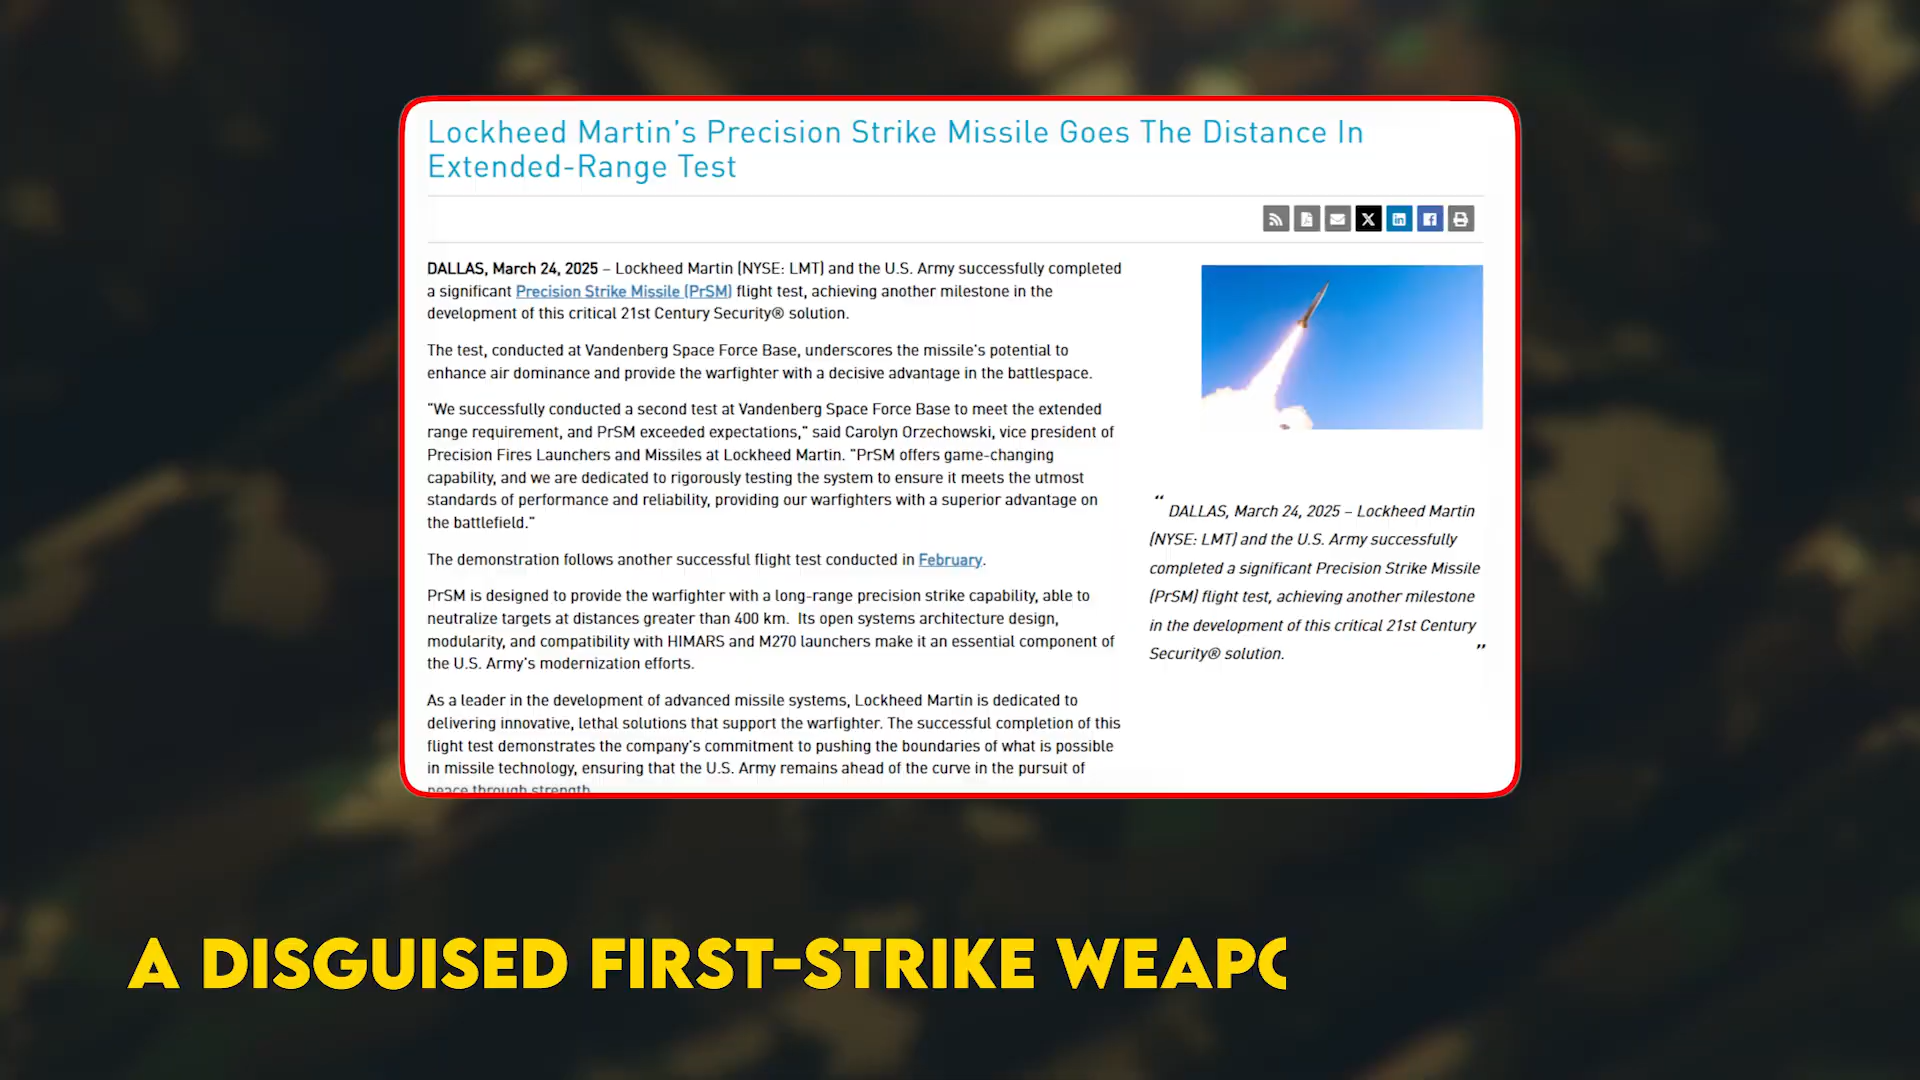 Lockheed Martin's Precision Strike Missile Goes The Distance In
Extended-Range Test
DALLAS, March 24, 2025 – Lockheed Martin (NYSE: LMT) and the U.S. Army successfully completed
a significant Precision Strike Missile (PrSM) flight test, achieving another milestone in the
development of this critical 21st Century Security® solution.
The test, conducted at Vandenberg Space Force Base, underscores the missile's potential to
enhance air dominance and provide the warfighter with a decisive advantage in the battlespace.
"We successfully conducted a second test at Vandenberg Space Force Base to meet the extended
range requirement, and PrSM exceeded expectations," said Carolyn Orzechowski, vice president of
Precision Fires Launchers and Missiles at Lockheed Martin. "PrSM offers game-changing
capability, and we are dedicated to rigorously testing the system to ensure it meets the utmost
standards of performance and reliability, providing our warfighters with a superior advantage on
the battlefield."
The demonstration follows another successful flight test conducted in February.
PrSM is designed to provide the warfighter with a long-range precision strike capability, able to
neutralize targets at distances greater than 400 km. Its open systems architecture design,
modularity, and compatibility with HIMARS and M270 launchers make it an essential component of
the U.S. Army's modernization efforts.
As a leader in the development of advanced missile systems, Lockheed Martin is dedicated to
delivering innovative, lethal solutions that support the warfighter. The successful completion of this
flight test demonstrates the company's commitment to pushing the boundaries of what is possible
in missile technology, ensuring that the U.S. Army remains ahead of the curve in the pursuit of
peace through strength.
" DALLAS, March 24, 2025 – Lockheed Martin
(NYSE: LMT) and the U.S. Army successfully
completed a significant Precision Strike Missile
(PrSM) flight test, achieving another milestone
in the development of this critical 21st Century
Security® solution. "
A DISGUISED FIRST-STRIKE WEAPO